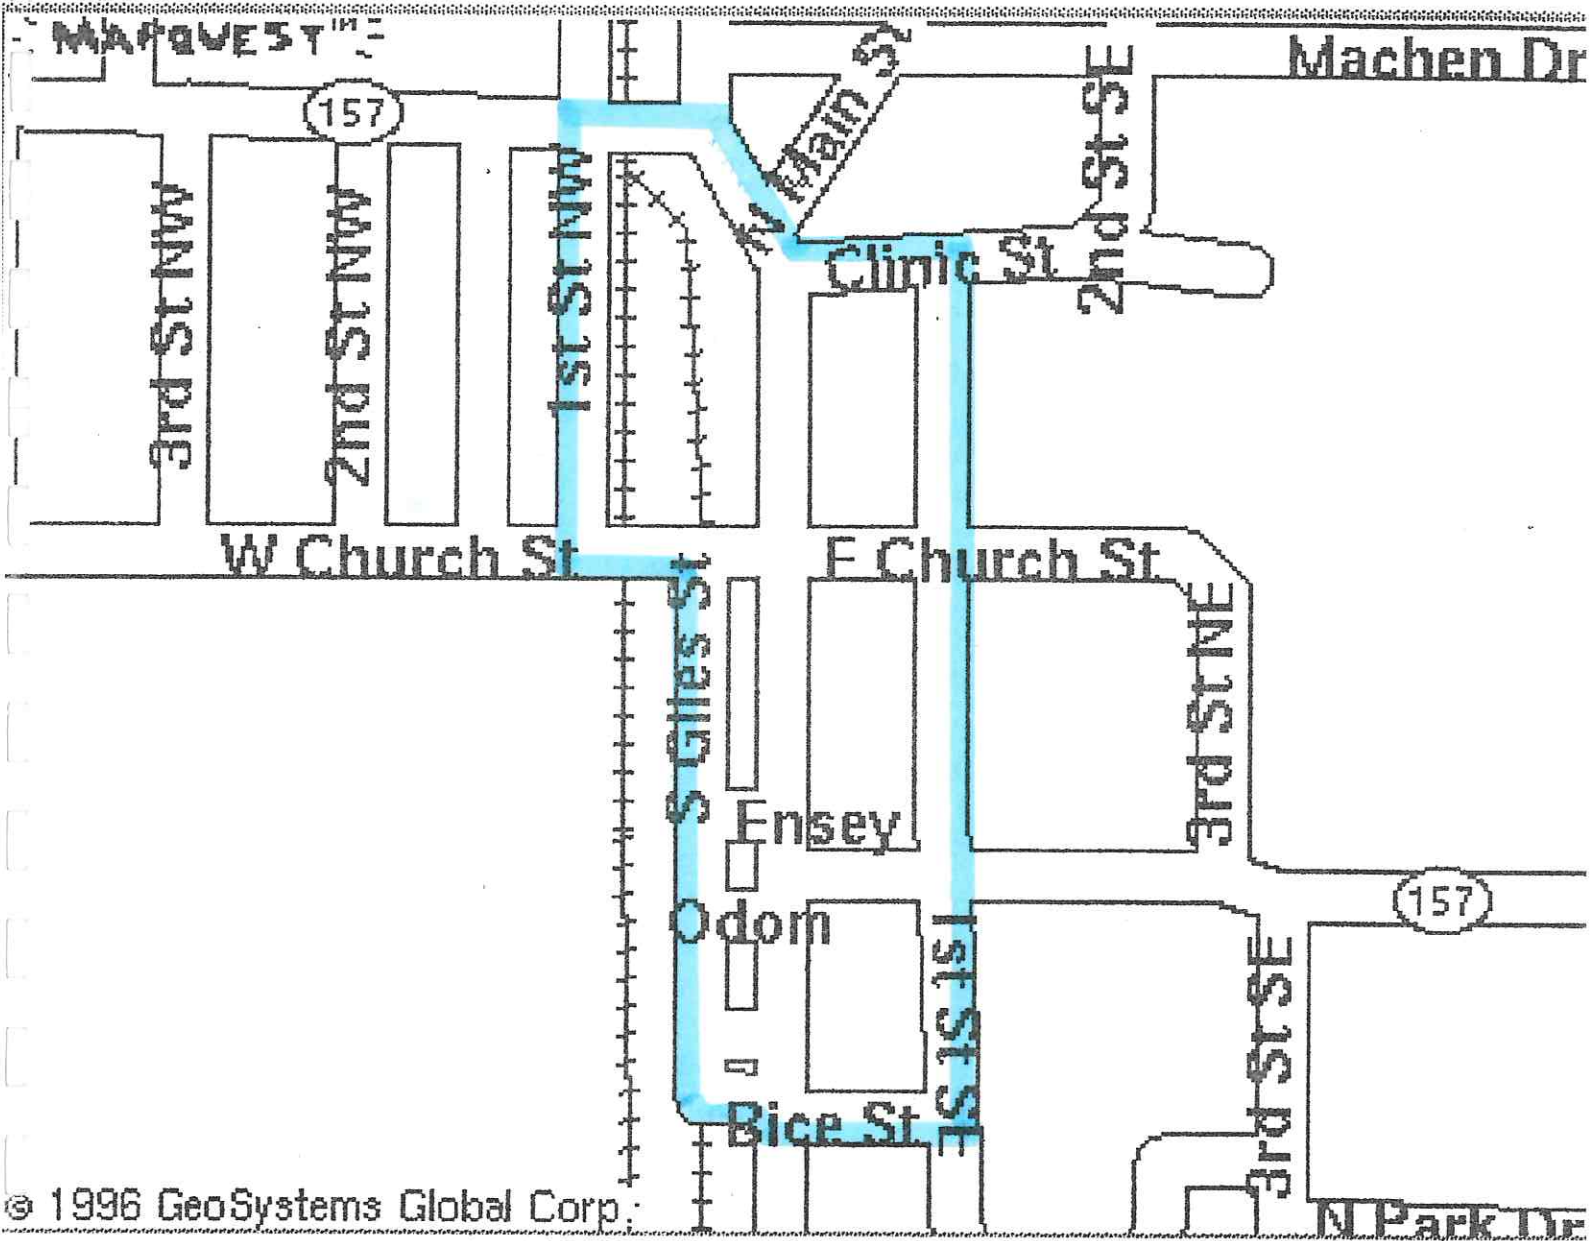 MAPQUEST™
Machen Dr
157
N Main St
2nd St SE
3rd St NW
2nd St NW
1st St NW
Clinic St
W Church St
E Church St
S Giles St
3rd St NE
Ensey
157
Odom
1st St SE
3rd St SE
Bice St
© 1996 GeoSystems Global Corp.
N Park Dr